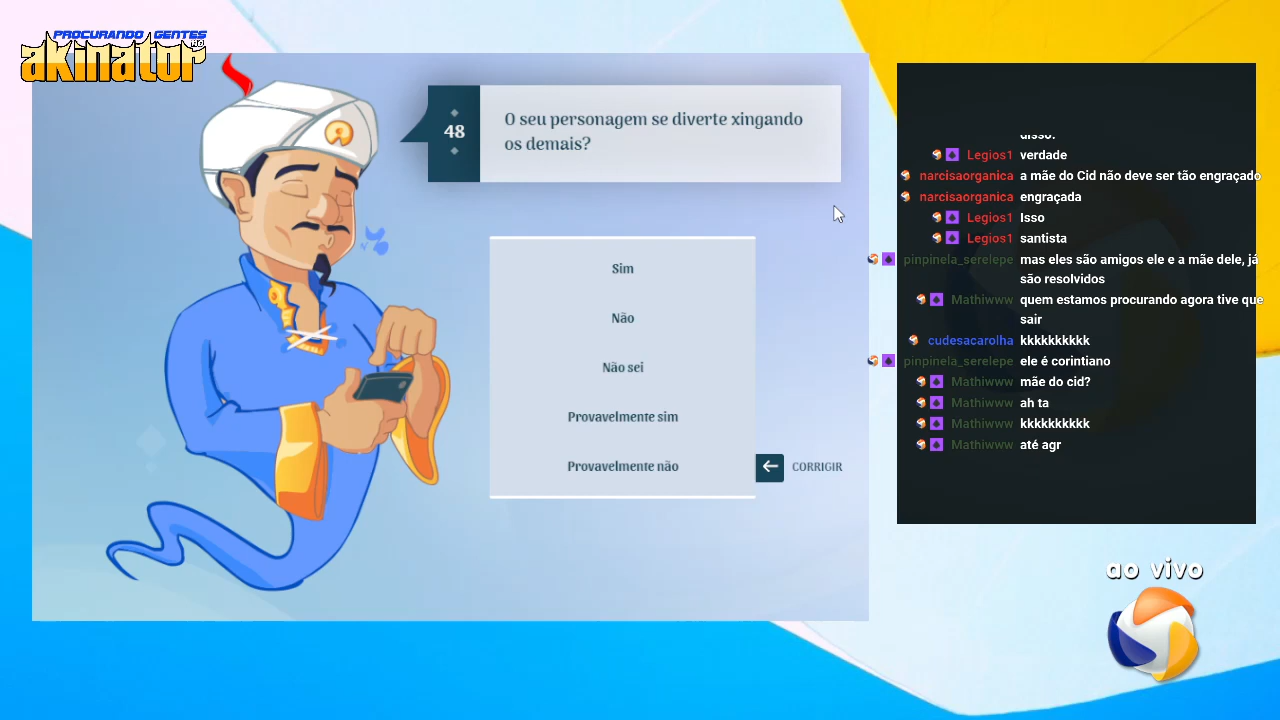 PROCURANDO GENTES
no
akinator
48
O seu personagem se diverte xingando
os demais?
Sim
Não
Não sei
Provavelmente sim
Provavelmente não
CORRIGIR
disso.
Legios1 verdade
narcisaorganica a mãe do Cid não deve ser tão engraçado
narcisaorganica engraçada
Legios1 Isso
Legios1 santista
pinpinela_serelepe mas eles são amigos ele e a mãe dele, já
são resolvidos
Mathiwww quem estamos procurando agora tive que
sair
cudesacarolha kkkkkkkkkk
pinpinela_serelepe ele é corintiano
Mathiwww mãe do cid?
Mathiwww ah ta
Mathiwww kkkkkkkkkk
Mathiwww até agr
ao vivo